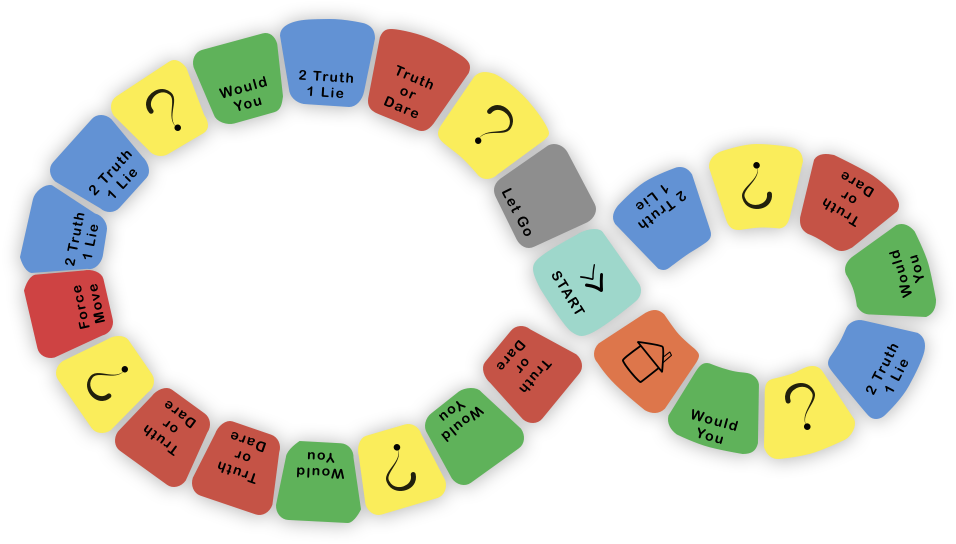 START
Let Go
?
Truth
or
Dare
2 Truth
1 Lie
Would
You
?
2 Truth
1 Lie
2 Truth
1 Lie
Force
Move
?
Truth
or
Dare
Truth
or
Dare
Would
You
?
Would
You
Truth
or
Dare
2 Truth
1 Lie
?
Truth
or
Dare
Would
You
2 Truth
1 Lie
?
Would
You